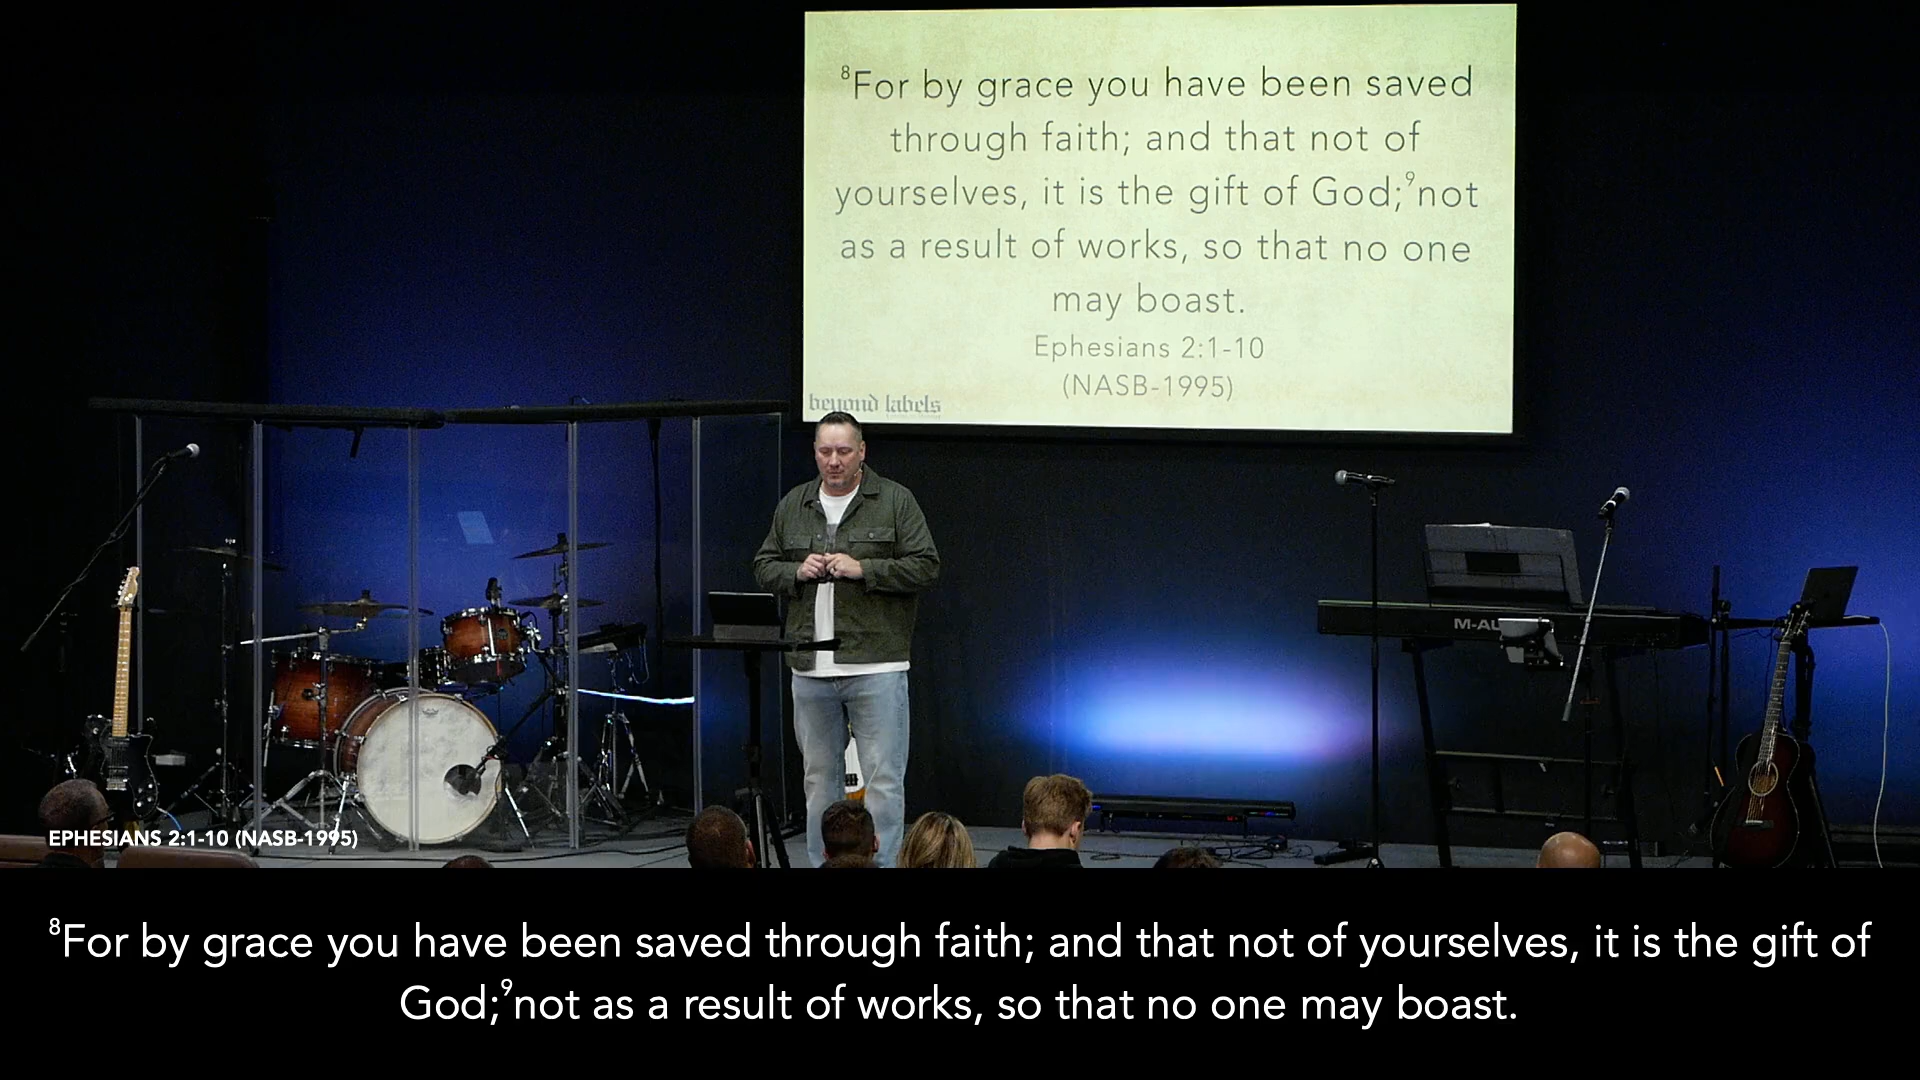 ⁸For by grace you have been saved
through faith; and that not of
yourselves, it is the gift of God;⁹not
as a result of works, so that no one
may boast.
Ephesians 2:1-10
(NASB-1995)
beyond labels
M-AU
EPHESIANS 2:1-10 (NASB-1995)
⁸For by grace you have been saved through faith; and that not of yourselves, it is the gift of
God;⁹not as a result of works, so that no one may boast.